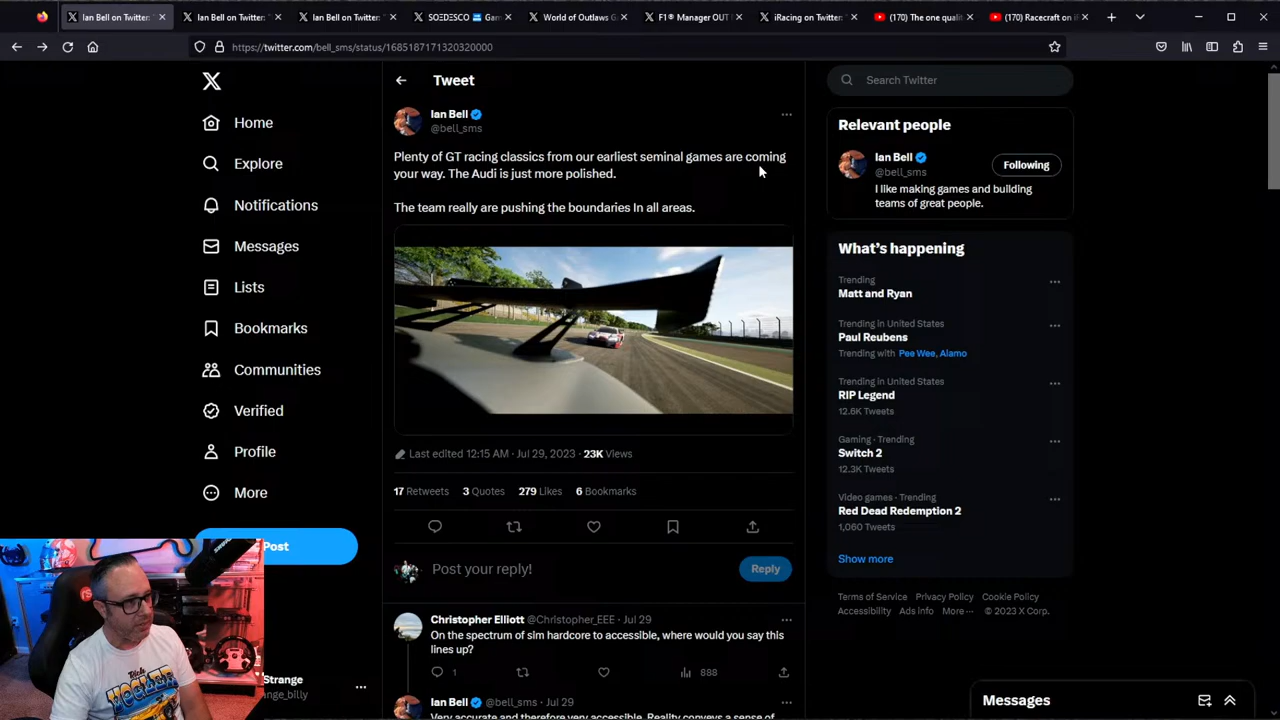 Ian Bell on Twitter:
Ian Bell on Twitter:
Ian Bell on Twitter:
World of Outlaws
F1® Manager OUT
iRacing on Twitter
(170) The one quali
(170) Racecraft on i
https://twitter.com/bell_sms/status/1685187171320320000
X
Home
Explore
Notifications
Messages
Lists
Bookmarks
Communities
Verified
Profile
More
Post
Strange
nge_billy
Tweet
Ian Bell
@bell_sms
Plenty of GT racing classics from our earliest seminal games are coming
your way. The Audi is just more polished.
The team really are pushing the boundaries In all areas.
Last edited 12:15 AM · Jul 29, 2023 · 23K Views
17 Retweets 3 Quotes 279 Likes 6 Bookmarks
Post your reply!
Reply
Christopher Elliott @Christopher_EEE · Jul 29
On the spectrum of sim hardcore to accessible, where would you say this
lines up?
1 888
Ian Bell @bell_sms · Jul 29
Very accurate and therefore very accessible. Reality conveys a sense of
Search Twitter
Relevant people
Ian Bell
@bell_sms
Following
I like making games and building
teams of great people.
What's happening
Trending
Matt and Ryan
Trending in United States
Paul Reubens
Trending with Pee Wee, Alamo
Trending in United States
RIP Legend
12.6K Tweets
Gaming · Trending
Switch 2
12.3K Tweets
Video games · Trending
Red Dead Redemption 2
1,060 Tweets
Show more
Terms of Service Privacy Policy Cookie Policy
Accessibility Ads info More ··· © 2023 X Corp.
Messages